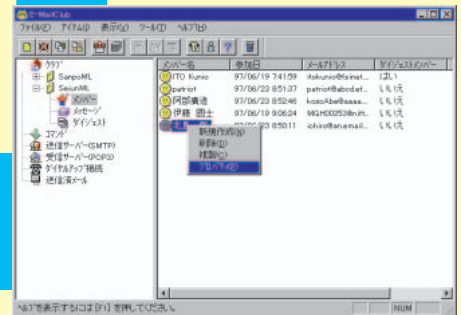 E-MailClub
ファイル(F) アイテム(I) 表示(V) ツール(T) ヘルプ(H)
クラブ
SanpoML
SeiunML
メンバー
メッセージ
ダイジェスト
コマンド
送信サーバー(SMTP)
受信サーバー(POP3)
ダイヤルアップ接続
送信済メール
メンバー名 参加日 メールアドレス ダイジェストメンバー
ITO Kunio 97/06/19 7:41:59 はい
patriot 97/06/23 8:51:37 patriot@abcd.ef... いいえ
阿部廣造 97/06/23 8:52:46 kozoAbe@aaaa... いいえ
伊藤 国士 97/06/19 9:06:24 いいえ
8:50:11 いいえ
新規作成(N)
削除(D)
複製(C)
プロパティ(R)
ヘルプを表示するには [F1] を押してください。
NUM